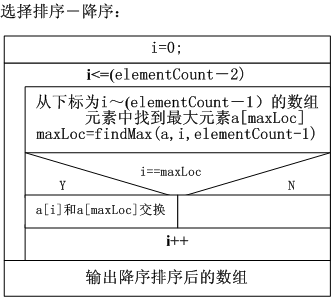 选择排序－降序：
i=0;
i<=(elementCount－2)
从下标为i～(elementCount－1）的数组
元素中找到最大元素a[maxLoc]
maxLoc=findMax(a,i,elementCount-1)
i==maxLoc
Y
N
a[i]和a[maxLoc]交换
i++
输出降序排序后的数组